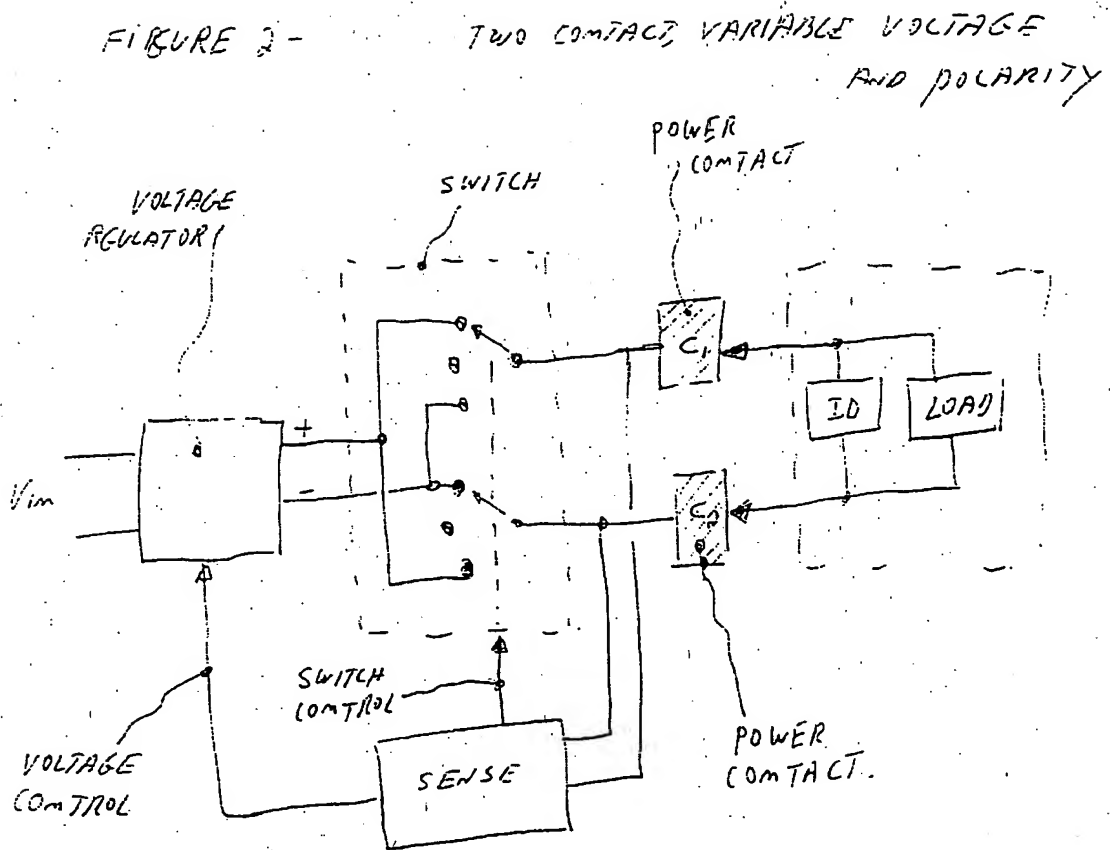 FIGURE 2 - TWO CONTACT, VARIABLE VOLTAGE
AND POLARITY
POWER
CONTACT
SWITCH
VOLTAGE
REGULATOR 1
C1
ID
LOAD
+
-
Vin
C2
SWITCH
CONTROL
POWER
CONTACT.
VOLTAGE
CONTROL
SENSE